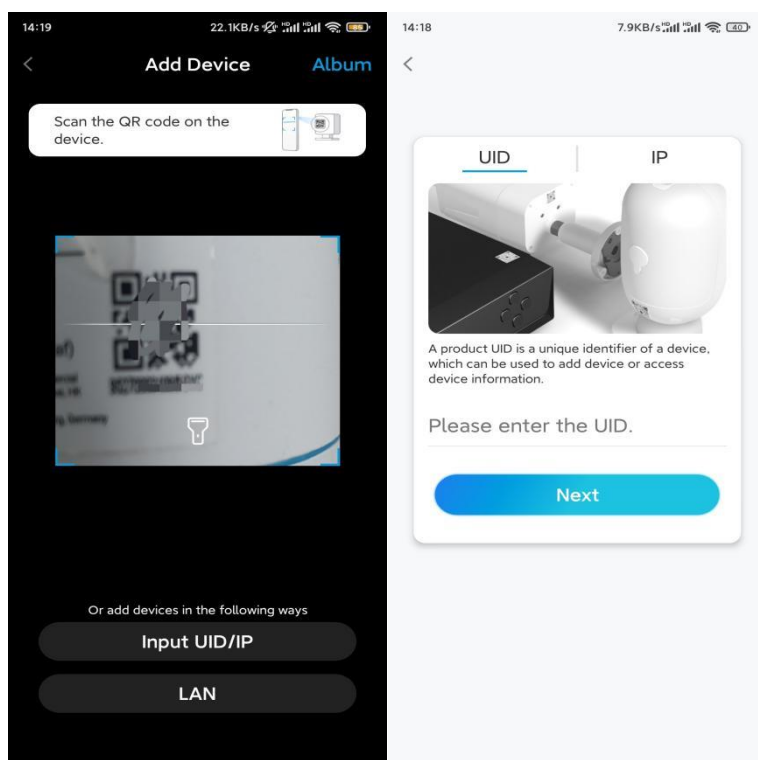 14:19
22.1KB/s
Add Device
Album
Scan the QR code on the
device.
Or add devices in the following ways
Input UID/IP
LAN
14:18
7.9KB/s
40
UID
IP
A product UID is a unique identifier of a device,
which can be used to add device or access
device information.
Please enter the UID.
Next